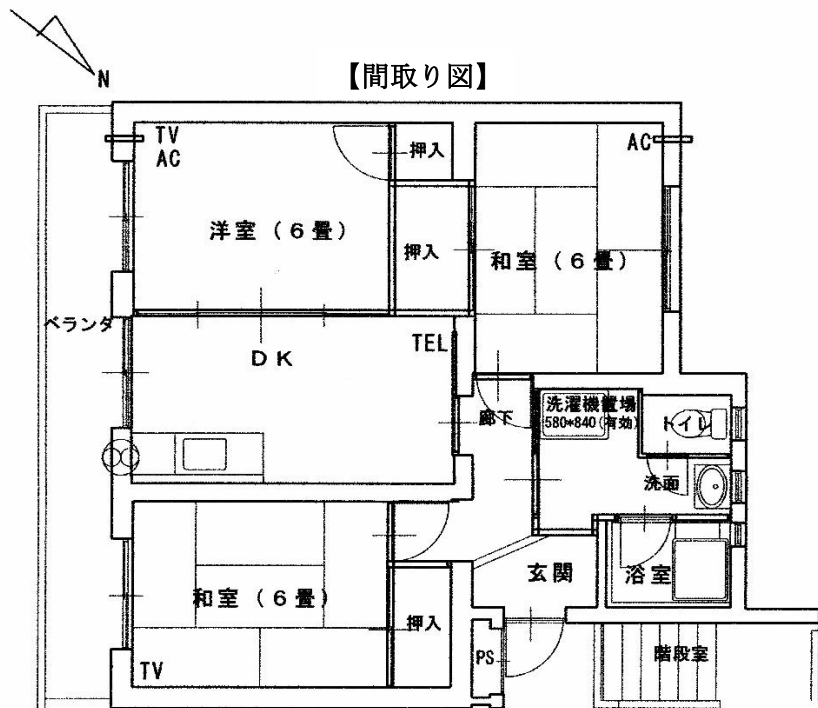 N
【間取り図】
TV
AC
押入
AC
洋室（6畳）
押入
和室（6畳）
ベランダ
DK
TEL
廊下
洗濯機置場
580*840(有効)
トイレ
洗面
玄関
浴室
和室（6畳）
押入
TV
PS
階段室